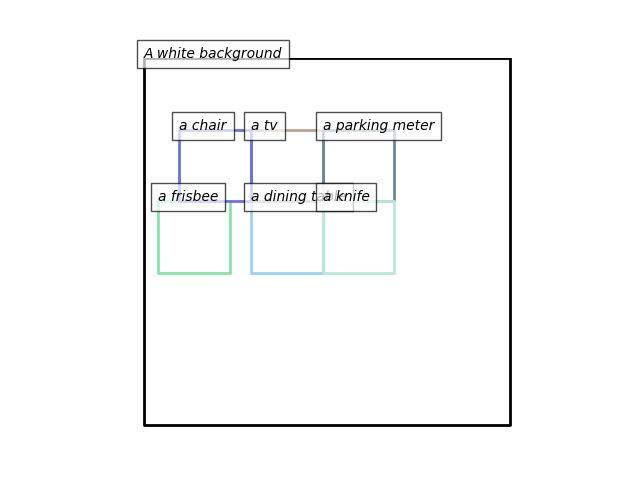 A white background
a chair
a tv
a parking meter
a frisbee
a dining table
a knife